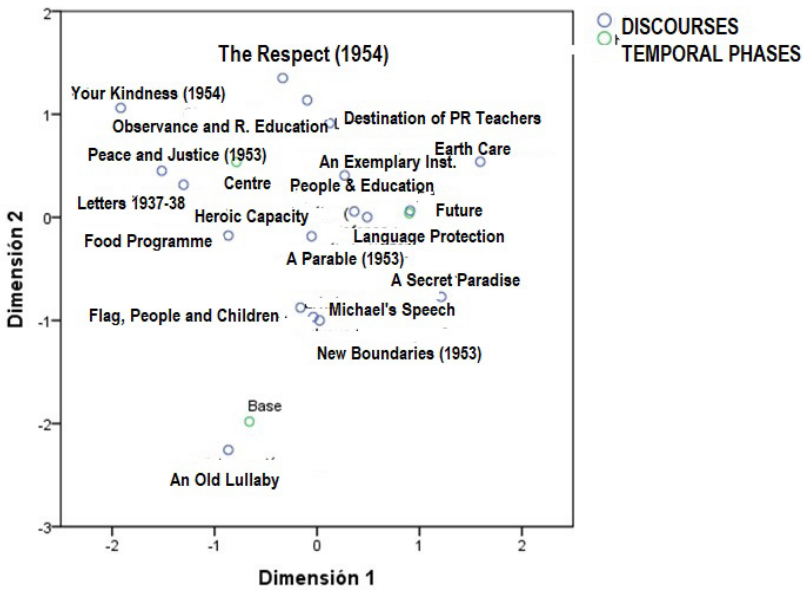 2
DISCOURSES
The Respect (1954)
TEMPORAL PHASES
Your Kindness (1954)
1
Observance and R. Education
Destination of PR Teachers
Peace and Justice (1953)
Earth Care
An Exemplary Inst.
Centre
People & Education
Letters 1937-38
Heroic Capacity
Future
0
Food Programme
Language Protection
A Parable (1953)
A Secret Paradise
-1
Flag, People and Children
Michael's Speech
New Boundaries (1953)
-2
Base
An Old Lullaby
-3
-2
-1
0
1
2
Dimensión 1
Dimensión 2